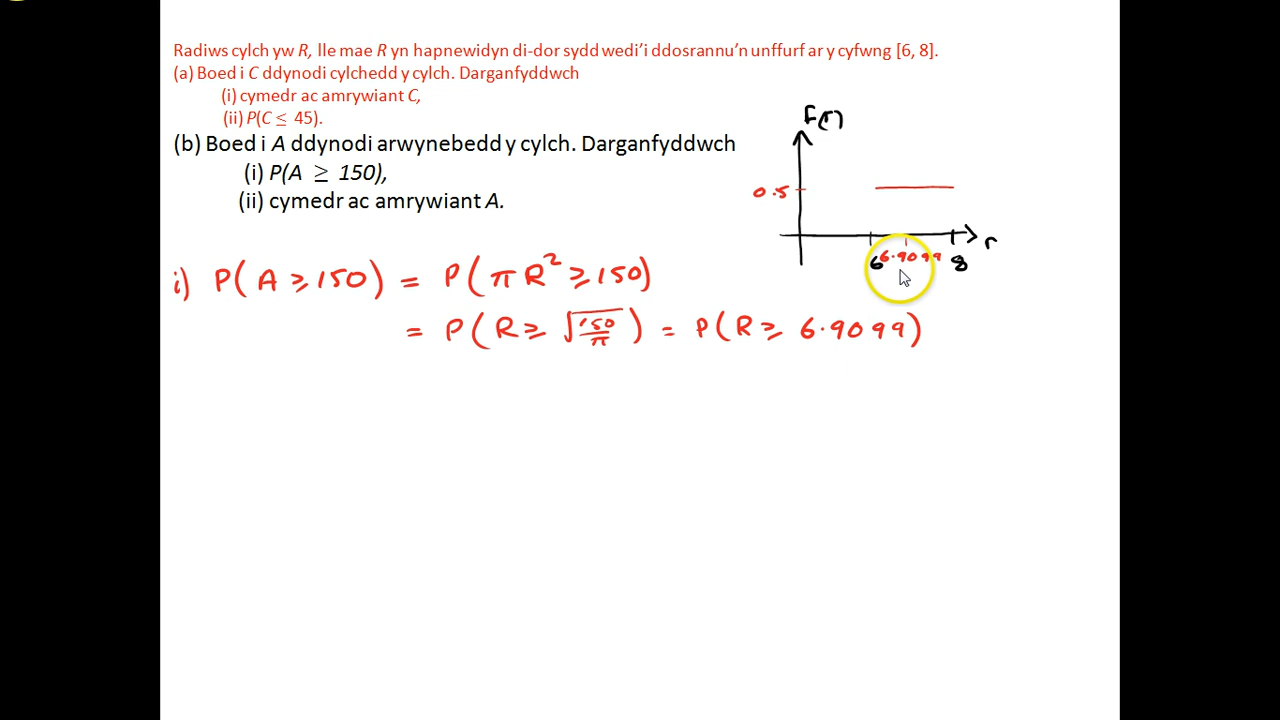 Radiws cylch yw R, lle mae R yn hapnewidyn di-dor sydd wedi’i ddosrannu’n unffurf ar y cyfwng [6, 8].
(a) Boed i C ddynodi cylchedd y cylch. Darganfyddwch
(i) cymedr ac amrywiant C,
(ii) P(C ≤ 45).
(b) Boed i A ddynodi arwynebedd y cylch. Darganfyddwch
(i) P(A ≥ 150),
(ii) cymedr ac amrywiant A.
f(r)
0.5
6 6.9099 8 r
i) P(A ≥ 150) = P(πR² ≥ 150)
= P(R ≥ √(150/π)) = P(R ≥ 6.9099)